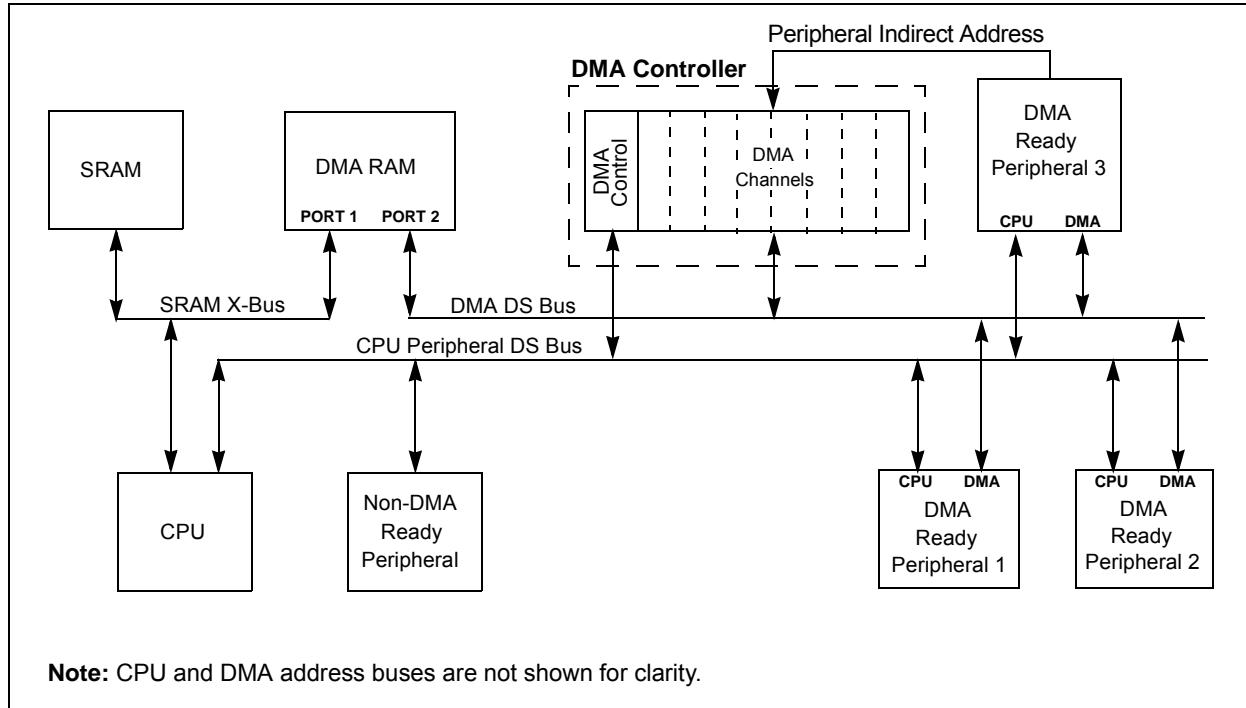 Peripheral Indirect Address
DMA Controller
SRAM
DMA RAM
PORT 1 PORT 2
DMA
Control
DMA
Channels
DMA
Ready
Peripheral 3
CPU DMA
SRAM X-Bus
DMA DS Bus
CPU Peripheral DS Bus
CPU
Non-DMA
Ready
Peripheral
CPU DMA
DMA
Ready
Peripheral 1
CPU DMA
DMA
Ready
Peripheral 2
Note: CPU and DMA address buses are not shown for clarity.